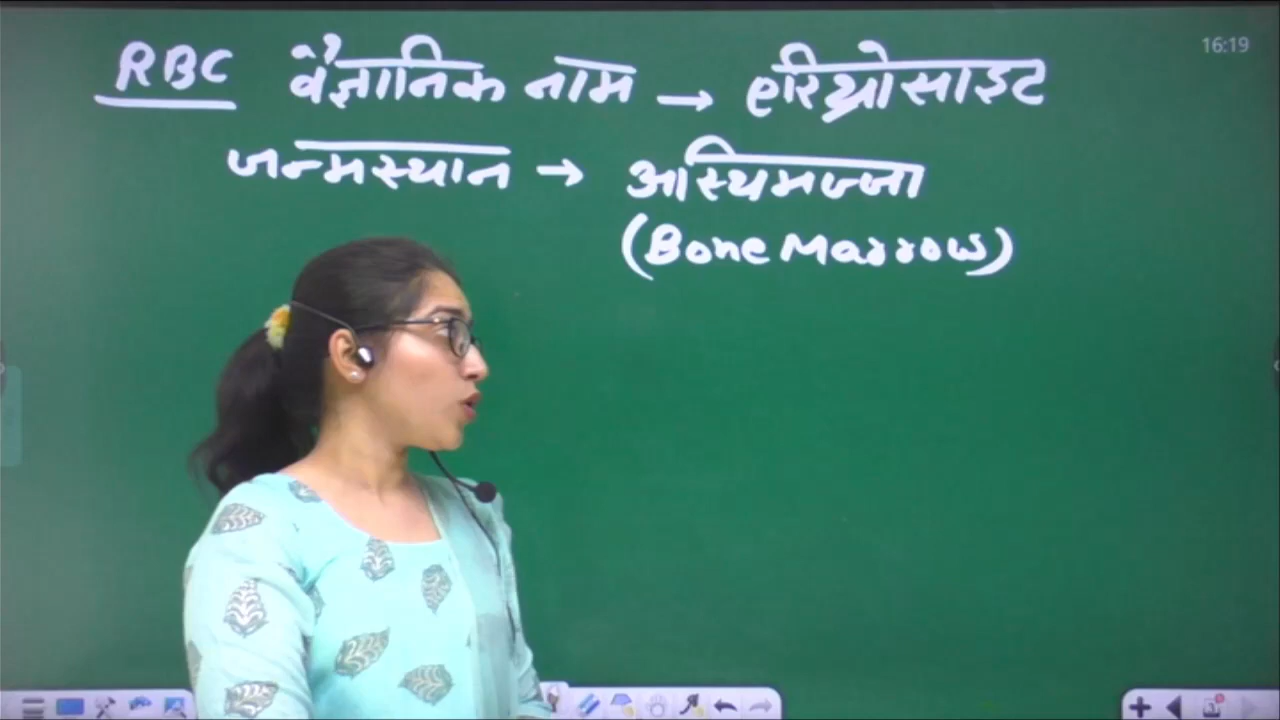 16:19
RBC वैज्ञानिक नाम → एरिथ्रोसाइट
जन्मस्थान → अस्थिमज्जा
(Bone Marrow)